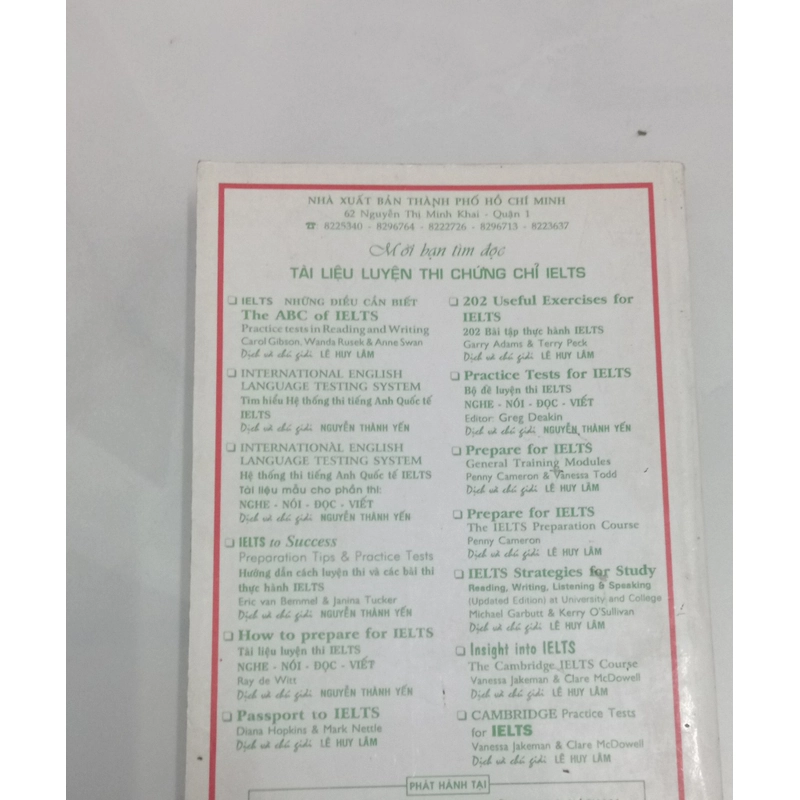 NHÀ XUẤT BẢN THÀNH PHỐ HỒ CHÍ MINH
62 Nguyễn Thị Minh Khai - Quận 1
☎ 8225340 - 8296764 - 8222726 - 8296713 - 8223637
Mời bạn tìm đọc
TÀI LIỆU LUYỆN THI CHỨNG CHỈ IELTS
❑ IELTS NHỮNG ĐIỀU CẦN BIẾT
The ABC of IELTS
Practice tests in Reading and Writing
Carol Gibson, Wanda Rusek & Anne Swan
Dịch và chú giải LÊ HUY LÂM
❑ INTERNATIONAL ENGLISH
LANGUAGE TESTING SYSTEM
Tìm hiểu Hệ thống thi tiếng Anh Quốc tế
IELTS
Dịch và chú giải NGUYỄN THÀNH YẾN
❑ INTERNATIONAL ENGLISH
LANGUAGE TESTING SYSTEM
Hệ thống thi tiếng Anh Quốc tế IELTS
Tài liệu mẫu cho phần thi:
NGHE - NÓI - ĐỌC - VIẾT
Dịch và chú giải NGUYỄN THÀNH YẾN
❑ IELTS to Success
Preparation Tips & Practice Tests
Hướng dẫn cách luyện thi và các bài thi
thực hành IELTS
Eric van Bemmel & Janina Tucker
Dịch và chú giải NGUYỄN THÀNH YẾN
❑ How to prepare for IELTS
Tài liệu luyện thi IELTS
NGHE - NÓI - ĐỌC - VIẾT
Ray de Witt
Dịch và chú giải NGUYỄN THÀNH YẾN
❑ Passport to IELTS
Diana Hopkins & Mark Nettle
Dịch và chú giải LÊ HUY LÂM
❑ 202 Useful Exercises for
IELTS
202 Bài tập thực hành IELTS
Garry Adams & Terry Peck
Dịch và chú giải LÊ HUY LÂM
❑ Practice Tests for IELTS
Bộ đề luyện thi IELTS
NGHE - NÓI - ĐỌC - VIẾT
Editor: Greg Deakin
Dịch và chú giải NGUYỄN THÀNH YẾN
❑ Prepare for IELTS
General Training Modules
Penny Cameron & Vanessa Todd
Dịch và chú giải LÊ HUY LÂM
❑ Prepare for IELTS
The IELTS Preparation Course
Penny Cameron
Dịch và chú giải LÊ HUY LÂM
❑ IELTS Strategies for Study
Reading, Writing, Listening & Speaking
(Updated Edition) at University and College
Michael Garbutt & Kerry O'Sullivan
Dịch và chú giải LÊ HUY LÂM
❑ Insight into IELTS
The Cambridge IELTS Course
Vanessa Jakeman & Clare McDowell
Dịch và chú giải LÊ HUY LÂM
❑ CAMBRIDGE Practice Tests
for IELTS
Vanessa Jakeman & Clare McDowell
Dịch và chú giải LÊ HUY LÂM
PHÁT HÀNH TẠI